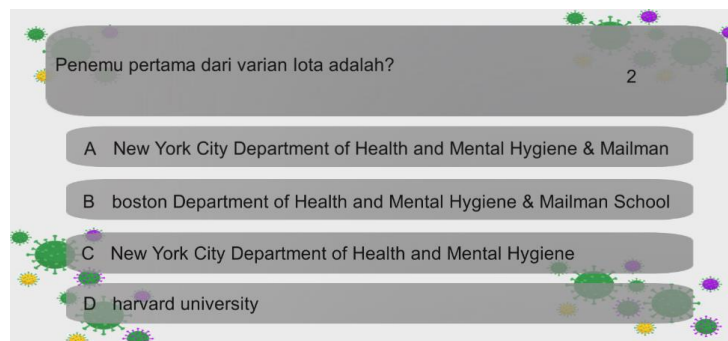 Penemu pertama dari varian Iota adalah?
2
A New York City Department of Health and Mental Hygiene & Mailman
B boston Department of Health and Mental Hygiene & Mailman School
C New York City Department of Health and Mental Hygiene
D harvard university